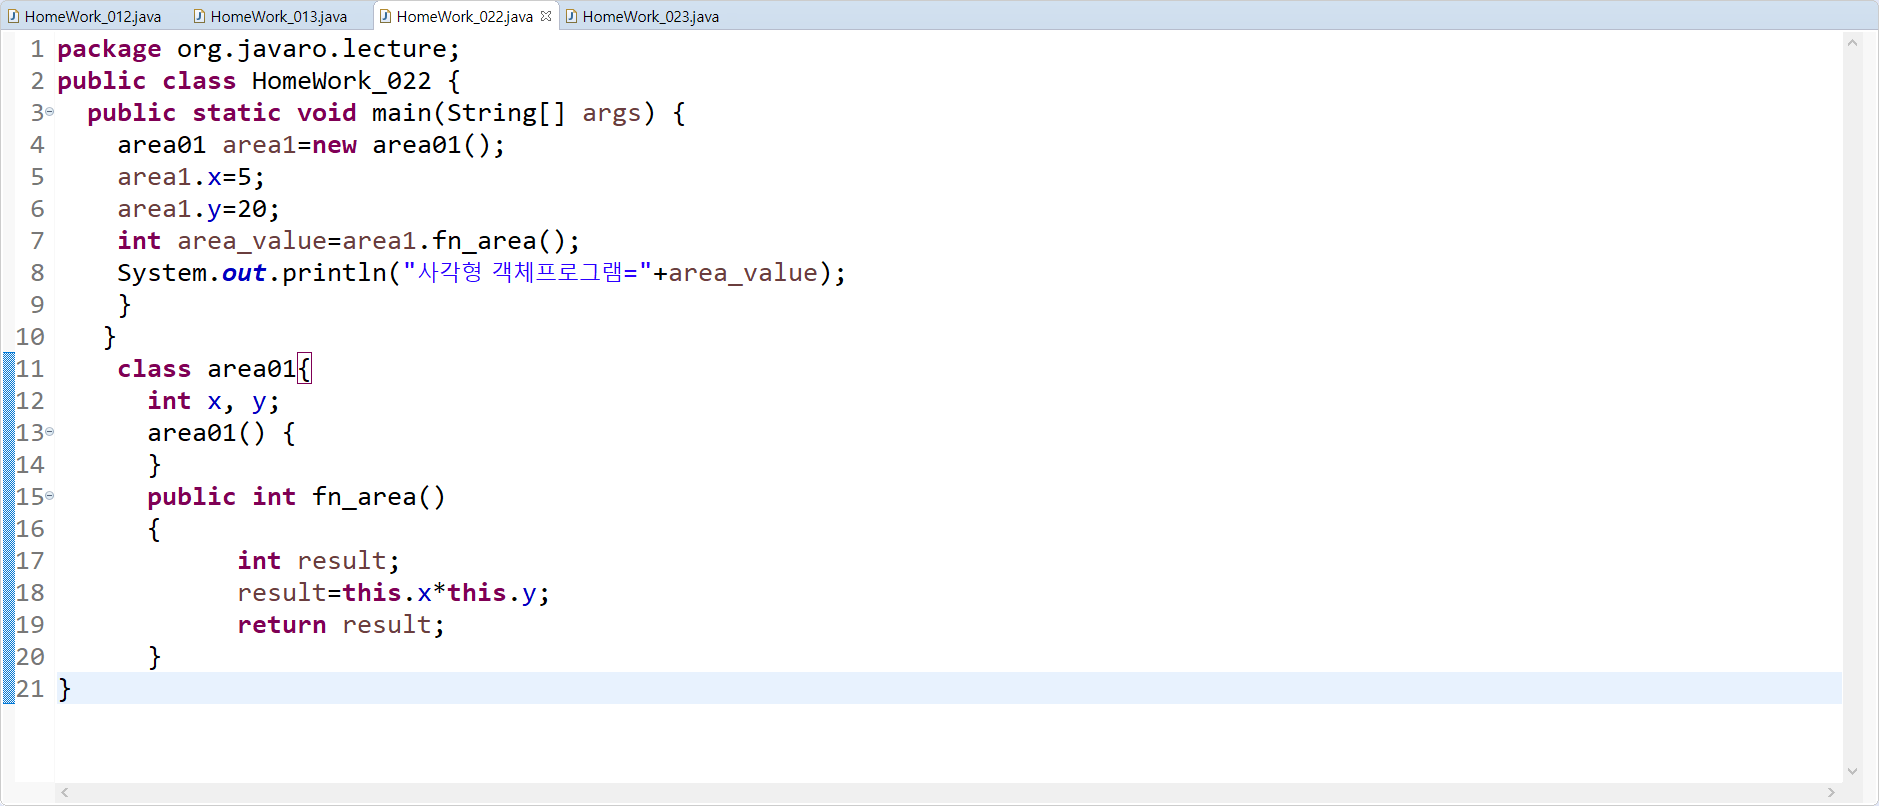 HomeWork_012.java HomeWork_013.java HomeWork_022.java HomeWork_023.java
1 package org.javaro.lecture;
2 public class HomeWork_022 {
3 public static void main(String[] args) {
4 area01 area1=new area01();
5 area1.x=5;
6 area1.y=20;
7 int area_value=area1.fn_area();
8 System.out.println("사각형 객체프로그램="+area_value);
9 }
10 }
11 class area01{
12 int x, y;
13 area01() {
14 }
15 public int fn_area()
16 {
17 int result;
18 result=this.x*this.y;
19 return result;
20 }
21 }